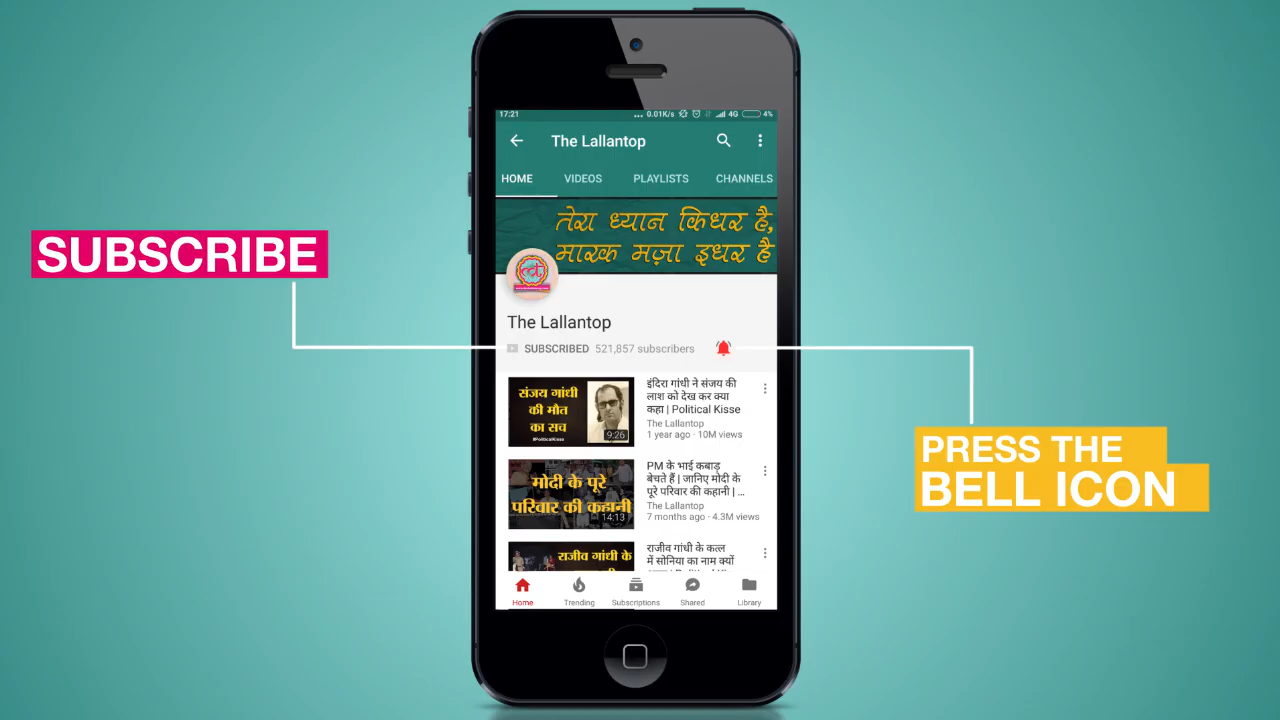 17:21
... 0.01K/s 4G 4%
The Lallantop
HOME VIDEOS PLAYLISTS CHANNELS
तेरा ध्यान किधर है,
मारक मज़ा इधर है
SUBSCRIBE
The Lallantop
SUBSCRIBED 521,857 subscribers
संजय गांधी
की मौत
का सच
#PoliticalKisse
9:26
इंदिरा गांधी ने संजय की
लाश को देख कर क्या
कहा | Political Kisse
The Lallantop
1 year ago · 10M views
PRESS THE
BELL ICON
मोदी के पूरे
परिवार की कहानी
14:13
PM के भाई कबाड़
बेचते हैं | जानिए मोदी के
पूरे परिवार की कहानी | ...
The Lallantop
7 months ago · 4.3M views
राजीव गांधी के
राजीव गांधी के कत्ल
में सोनिया का नाम क्यों
Home Trending Subscriptions Shared Library